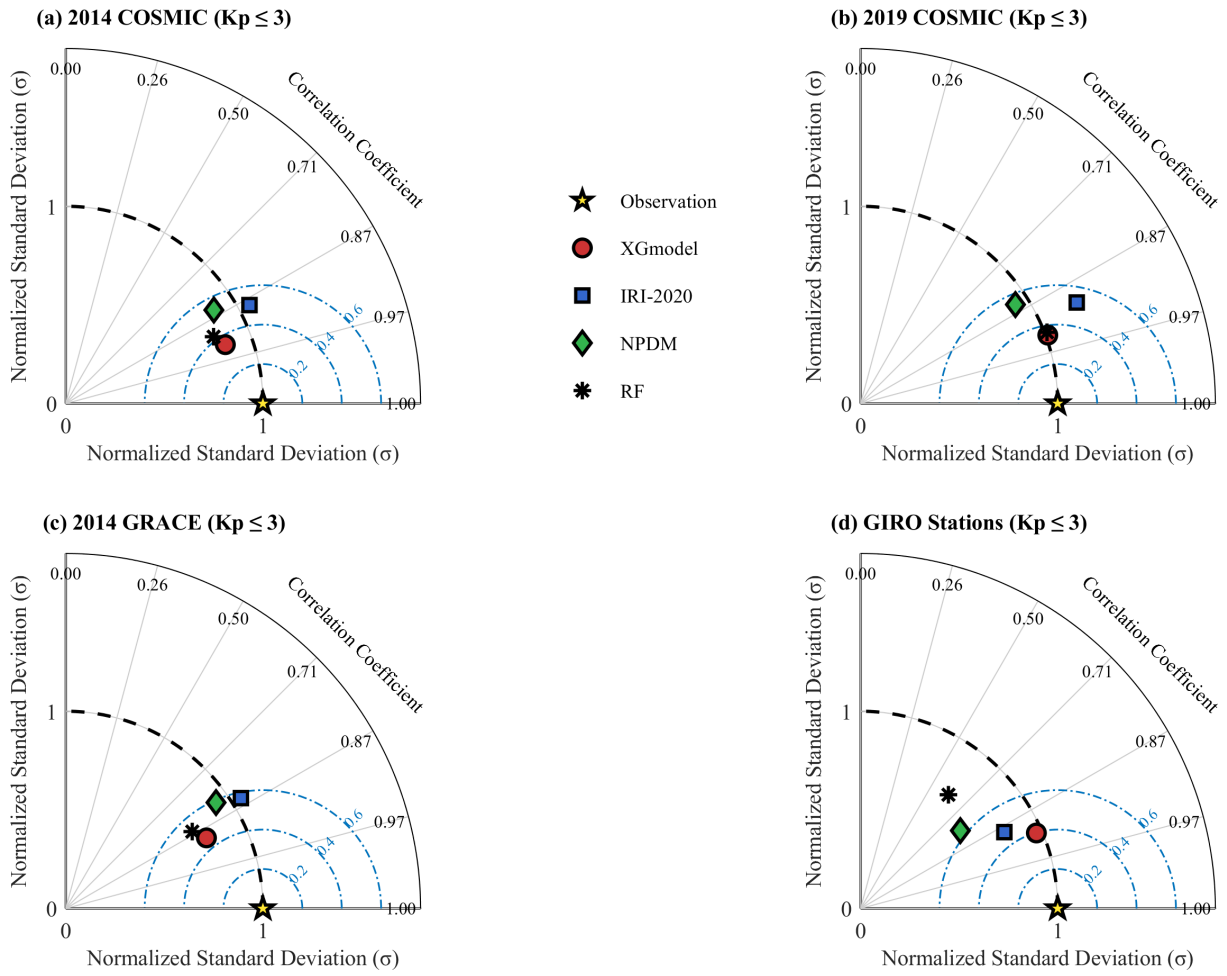 (a) 2014 COSMIC (Kp ≤ 3)
Normalized Standard Deviation (σ)
0.00
0.26
0.50
0.71
0.87
0.97
1.00
Correlation Coefficient
1
0
0.2
0.4
0.6
0
1
Normalized Standard Deviation (σ)
Observation
XGmodel
IRI-2020
NPDM
RF
(b) 2019 COSMIC (Kp ≤ 3)
Normalized Standard Deviation (σ)
0.00
0.26
0.50
0.71
0.87
0.97
1.00
Correlation Coefficient
1
0
0.2
0.4
0.6
0
1
Normalized Standard Deviation (σ)
(c) 2014 GRACE (Kp ≤ 3)
Normalized Standard Deviation (σ)
0.00
0.26
0.50
0.71
0.87
0.97
1.00
Correlation Coefficient
1
0
0.2
0.4
0.6
0
1
Normalized Standard Deviation (σ)
(d) GIRO Stations (Kp ≤ 3)
Normalized Standard Deviation (σ)
0.00
0.26
0.50
0.71
0.87
0.97
1.00
Correlation Coefficient
1
0
0.2
0.4
0.6
0
1
Normalized Standard Deviation (σ)